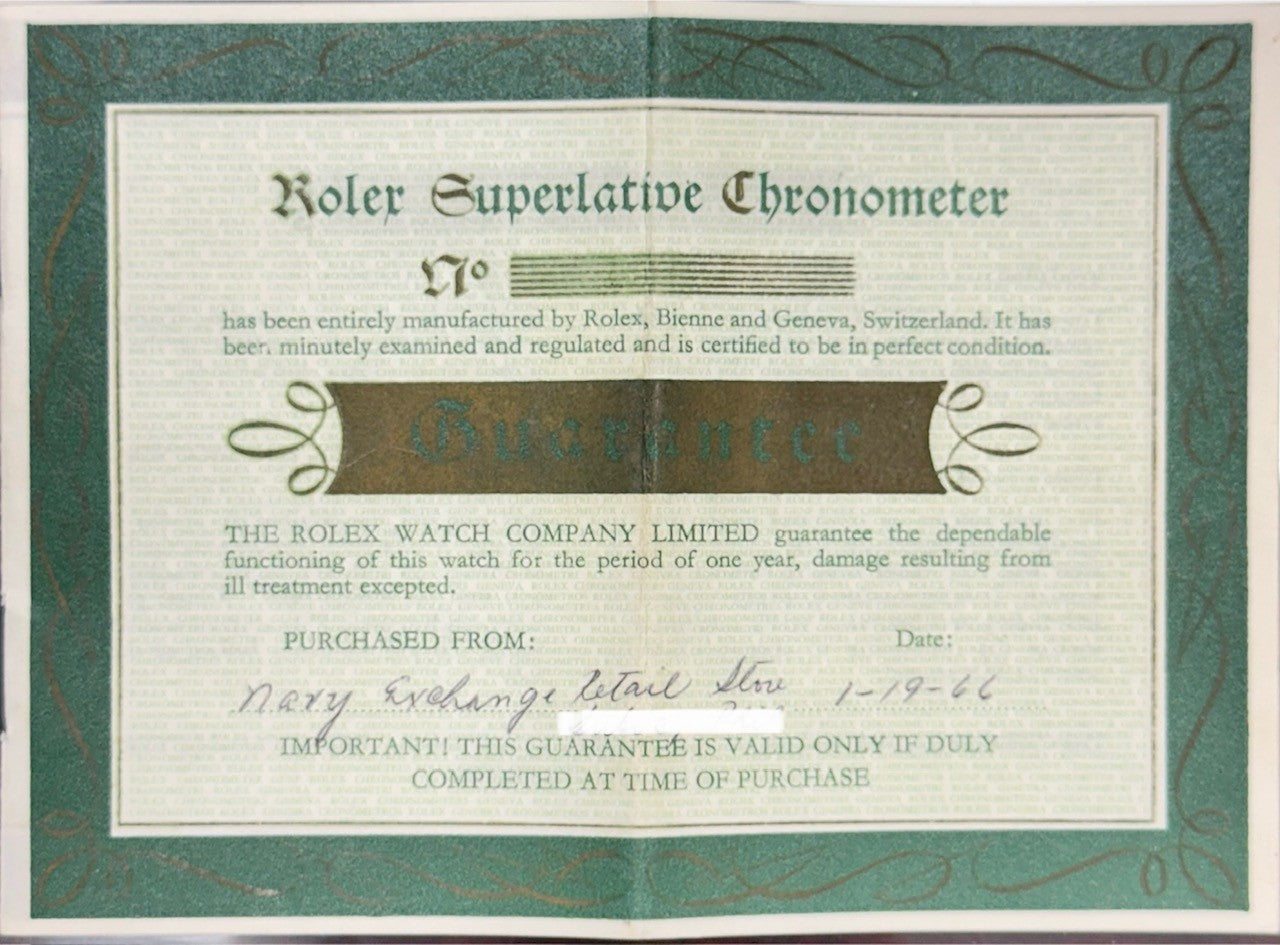 Rolex Superlative Chronometer
No
has been entirely manufactured by Rolex, Bienne and Geneva, Switzerland. It has
been minutely examined and regulated and is certified to be in perfect condition.
Guarantee
THE ROLEX WATCH COMPANY LIMITED guarantee the dependable
functioning of this watch for the period of one year, damage resulting from
ill treatment excepted.
PURCHASED FROM: Date:
Navy Exchange Retail Store 1-19-66
IMPORTANT! THIS GUARANTEE IS VALID ONLY IF DULY
COMPLETED AT TIME OF PURCHASE